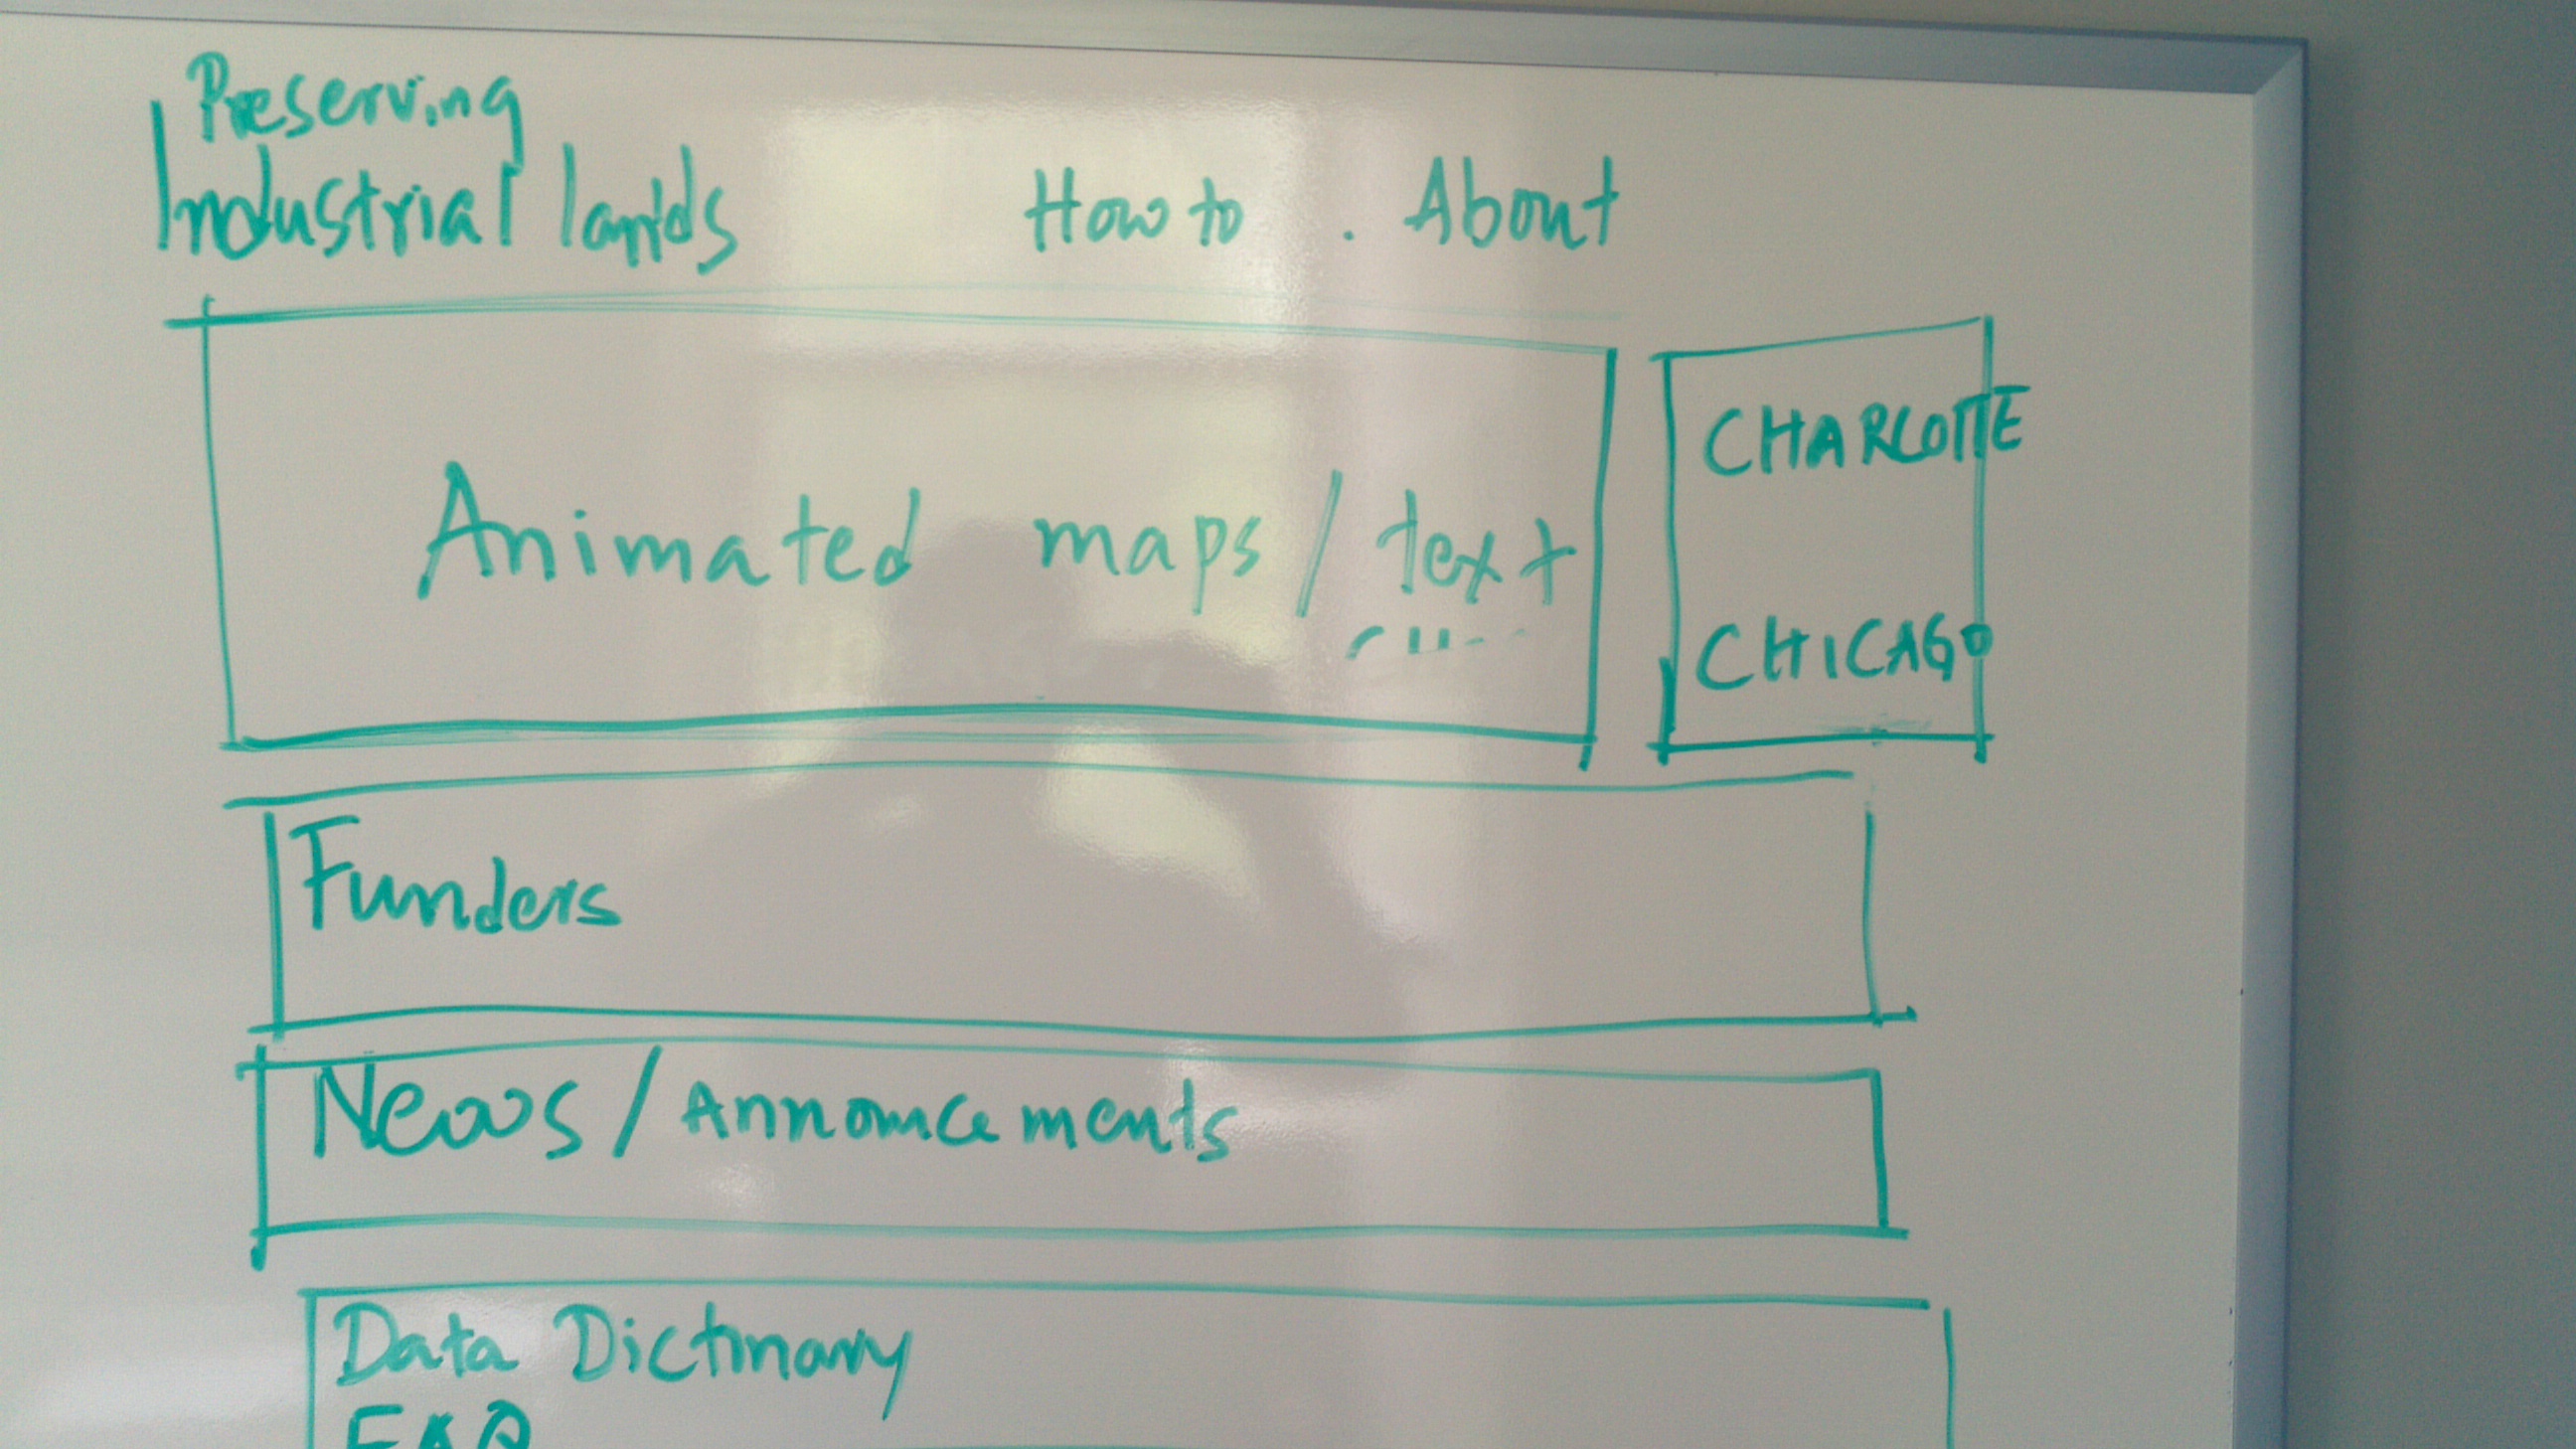 Preserving
Industrial lands
How to . About
Animated maps / text
CHARLOTTE
CHICAGO
Funders
News / Announcements
Data Dictionary
FAQ